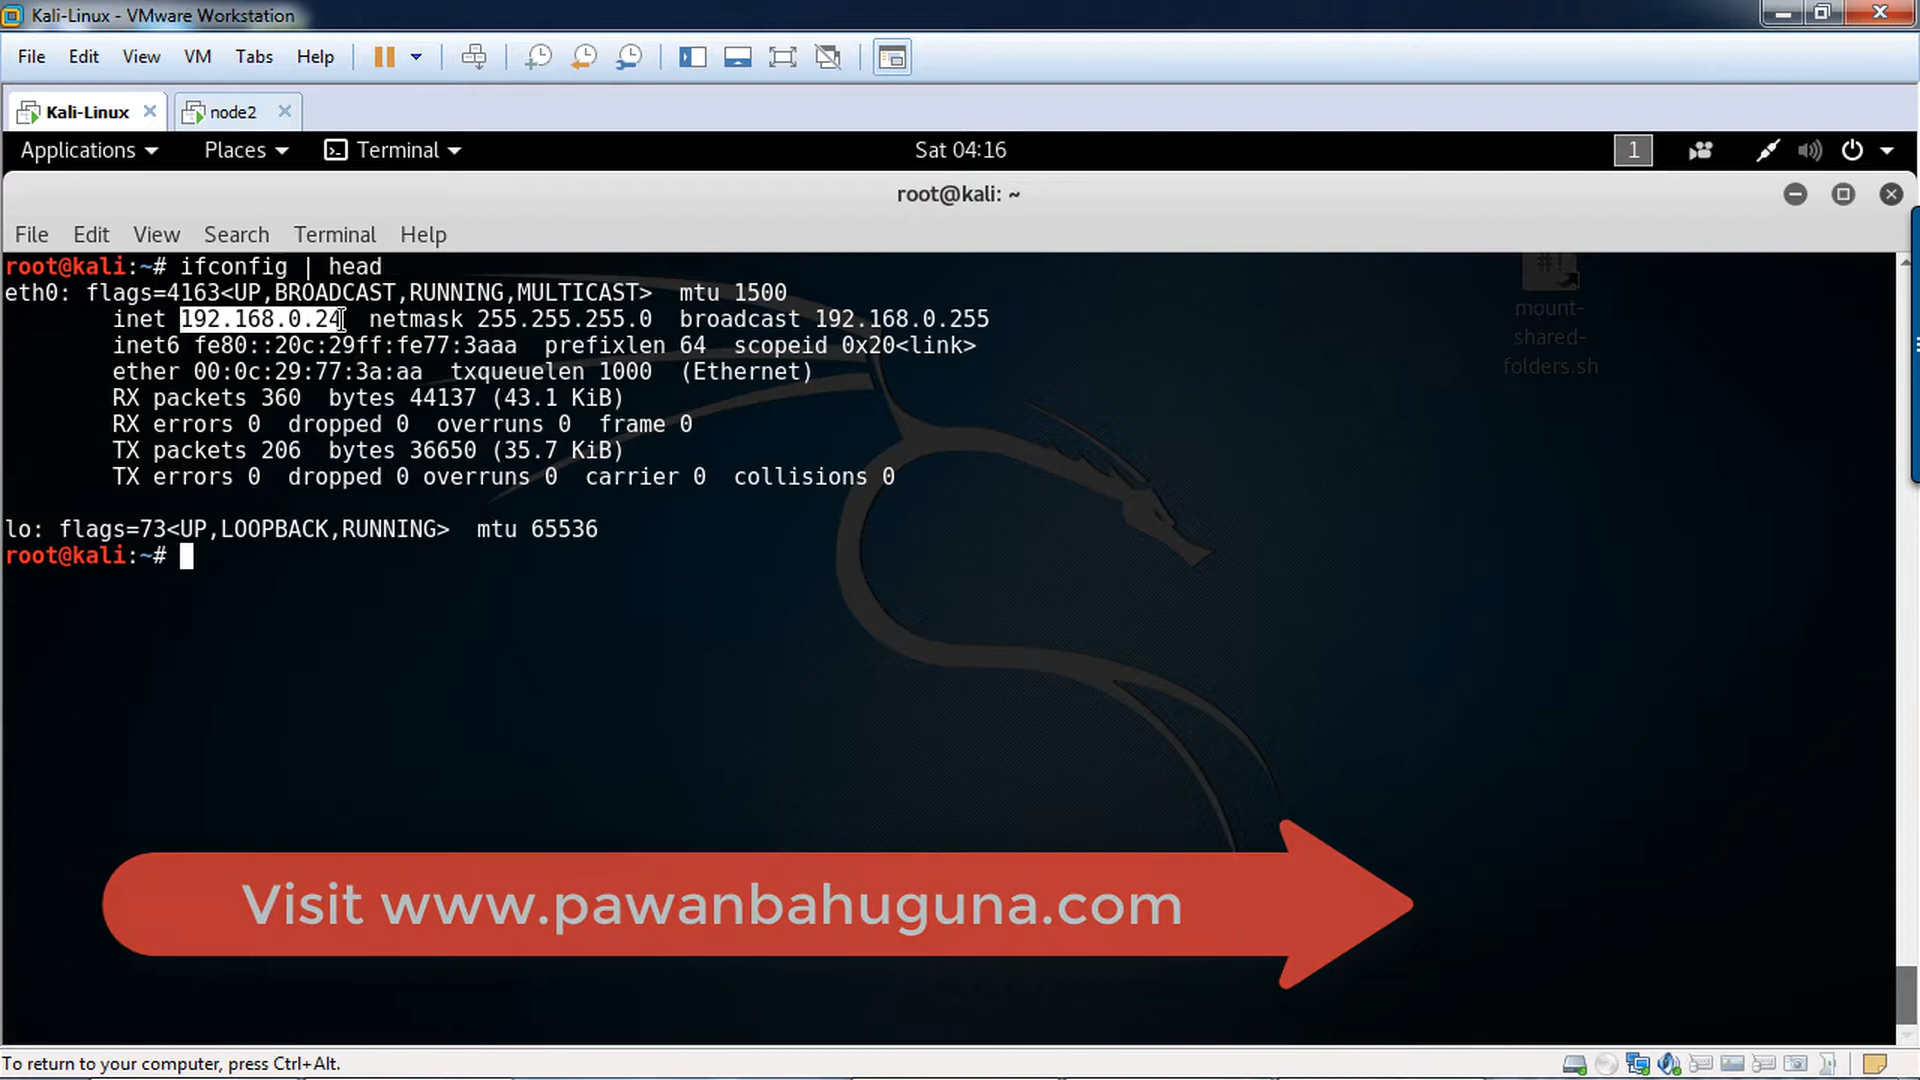 Kali-Linux - VMware Workstation
File Edit View VM Tabs Help
Kali-Linux node2
Applications Places Terminal Sat 04:16 1
root@kali: ~
File Edit View Search Terminal Help
root@kali:~# ifconfig | head
eth0: flags=4163<UP,BROADCAST,RUNNING,MULTICAST> mtu 1500
inet 192.168.0.24 netmask 255.255.255.0 broadcast 192.168.0.255
inet6 fe80::20c:29ff:fe77:3aaa prefixlen 64 scopeid 0x20<link>
ether 00:0c:29:77:3a:aa txqueuelen 1000 (Ethernet)
RX packets 360 bytes 44137 (43.1 KiB)
RX errors 0 dropped 0 overruns 0 frame 0
TX packets 206 bytes 36650 (35.7 KiB)
TX errors 0 dropped 0 overruns 0 carrier 0 collisions 0
lo: flags=73<UP,LOOPBACK,RUNNING> mtu 65536
root@kali:~#
#!
mount-
shared-
folders.sh
Visit www.pawanbahuguna.com
To return to your computer, press Ctrl+Alt.